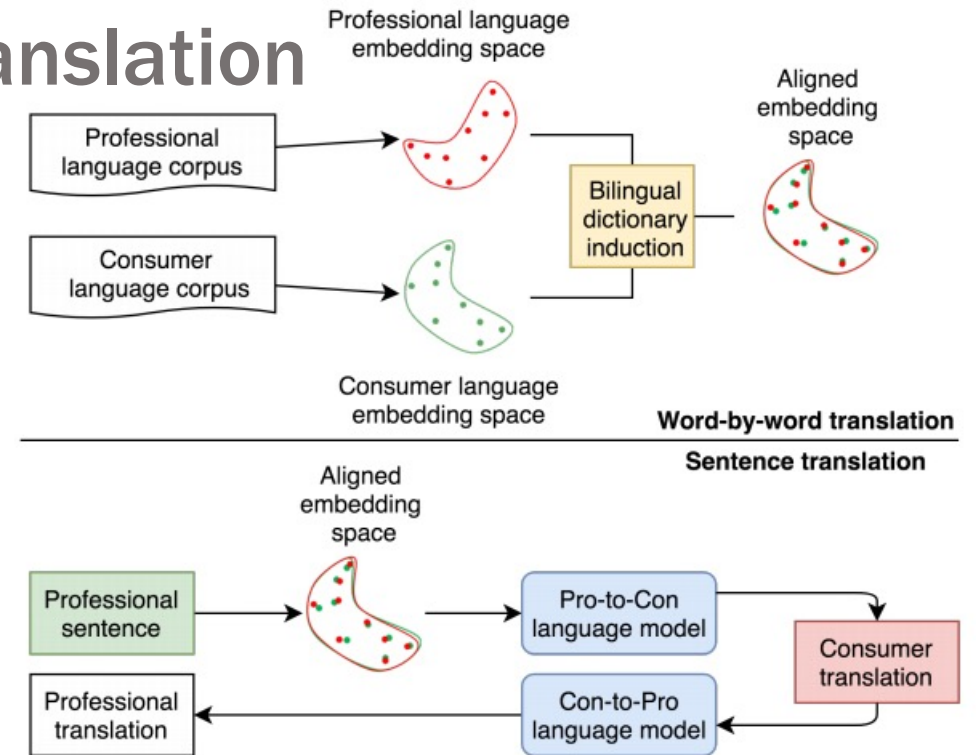 anslation
Professional language
embedding space
Aligned
embedding
space
Professional
language corpus
Bilingual
dictionary
induction
Consumer
language corpus
Consumer language
embedding space
Word-by-word translation
Sentence translation
Aligned
embedding
space
Professional
sentence
Pro-to-Con
language model
Consumer
translation
Professional
translation
Con-to-Pro
language model